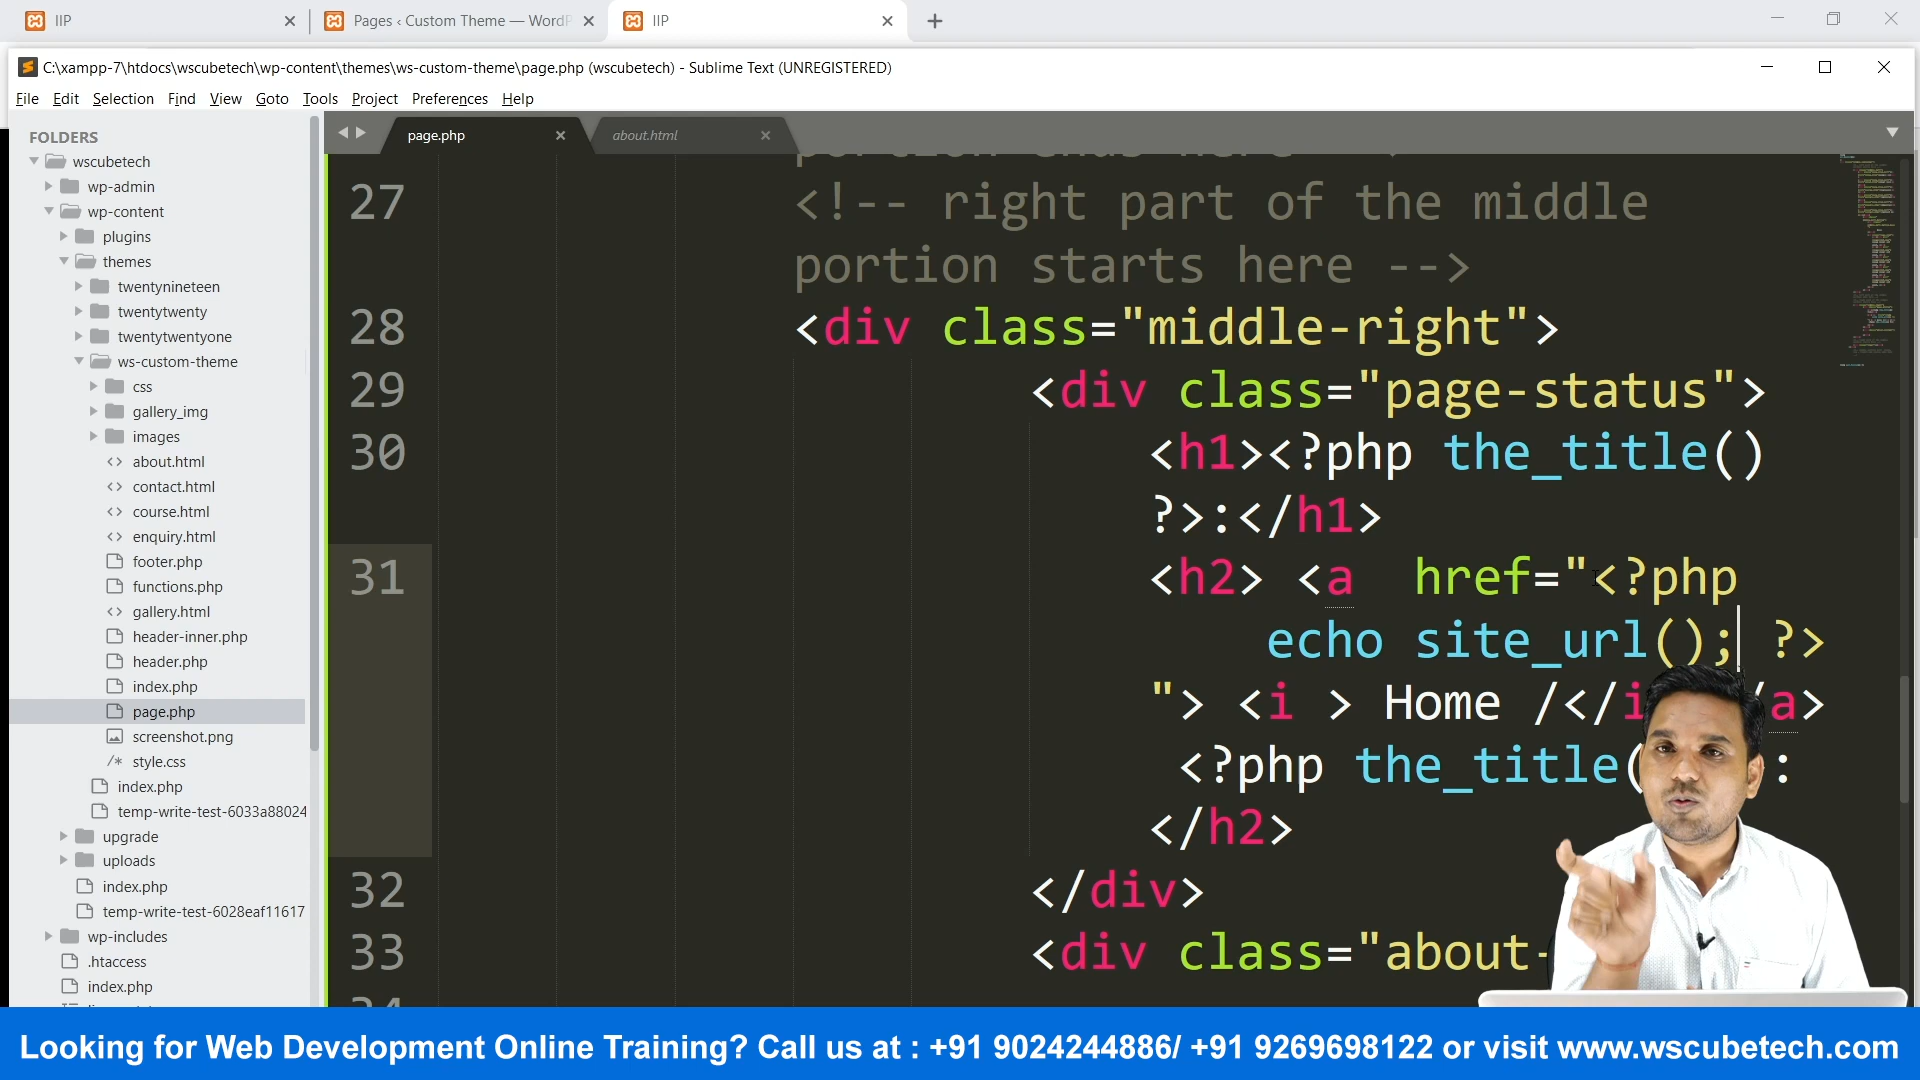 IIP
Pages ‹ Custom Theme — WordP
IIP
C:\xampp-7\htdocs\wscubetech\wp-content\themes\ws-custom-theme\page.php (wscubetech) - Sublime Text (UNREGISTERED)
File Edit Selection Find View Goto Tools Project Preferences Help
FOLDERS
wscubetech
wp-admin
wp-content
plugins
themes
twentynineteen
twentytwenty
twentytwentyone
ws-custom-theme
css
gallery_img
images
about.html
contact.html
course.html
enquiry.html
footer.php
functions.php
gallery.html
header-inner.php
header.php
index.php
page.php
screenshot.png
style.css
index.php
temp-write-test-6033a88024
upgrade
uploads
index.php
temp-write-test-6028eaf11617
wp-includes
.htaccess
index.php
page.php about.html
portion ends here -->
27 <!-- right part of the middle
portion starts here -->
28 <div class="middle-right">
29 <div class="page-status">
30 <h1><?php the_title()
?>:</h1>
31 <h2> <a href="<?php
echo site_url(); ?>
"> <i > Home /</i a>
<?php the_title( :
</h2>
32 </div>
33 <div class="about-
34
Looking for Web Development Online Training? Call us at : +91 9024244886/ +91 9269698122 or visit www.wscubetech.com